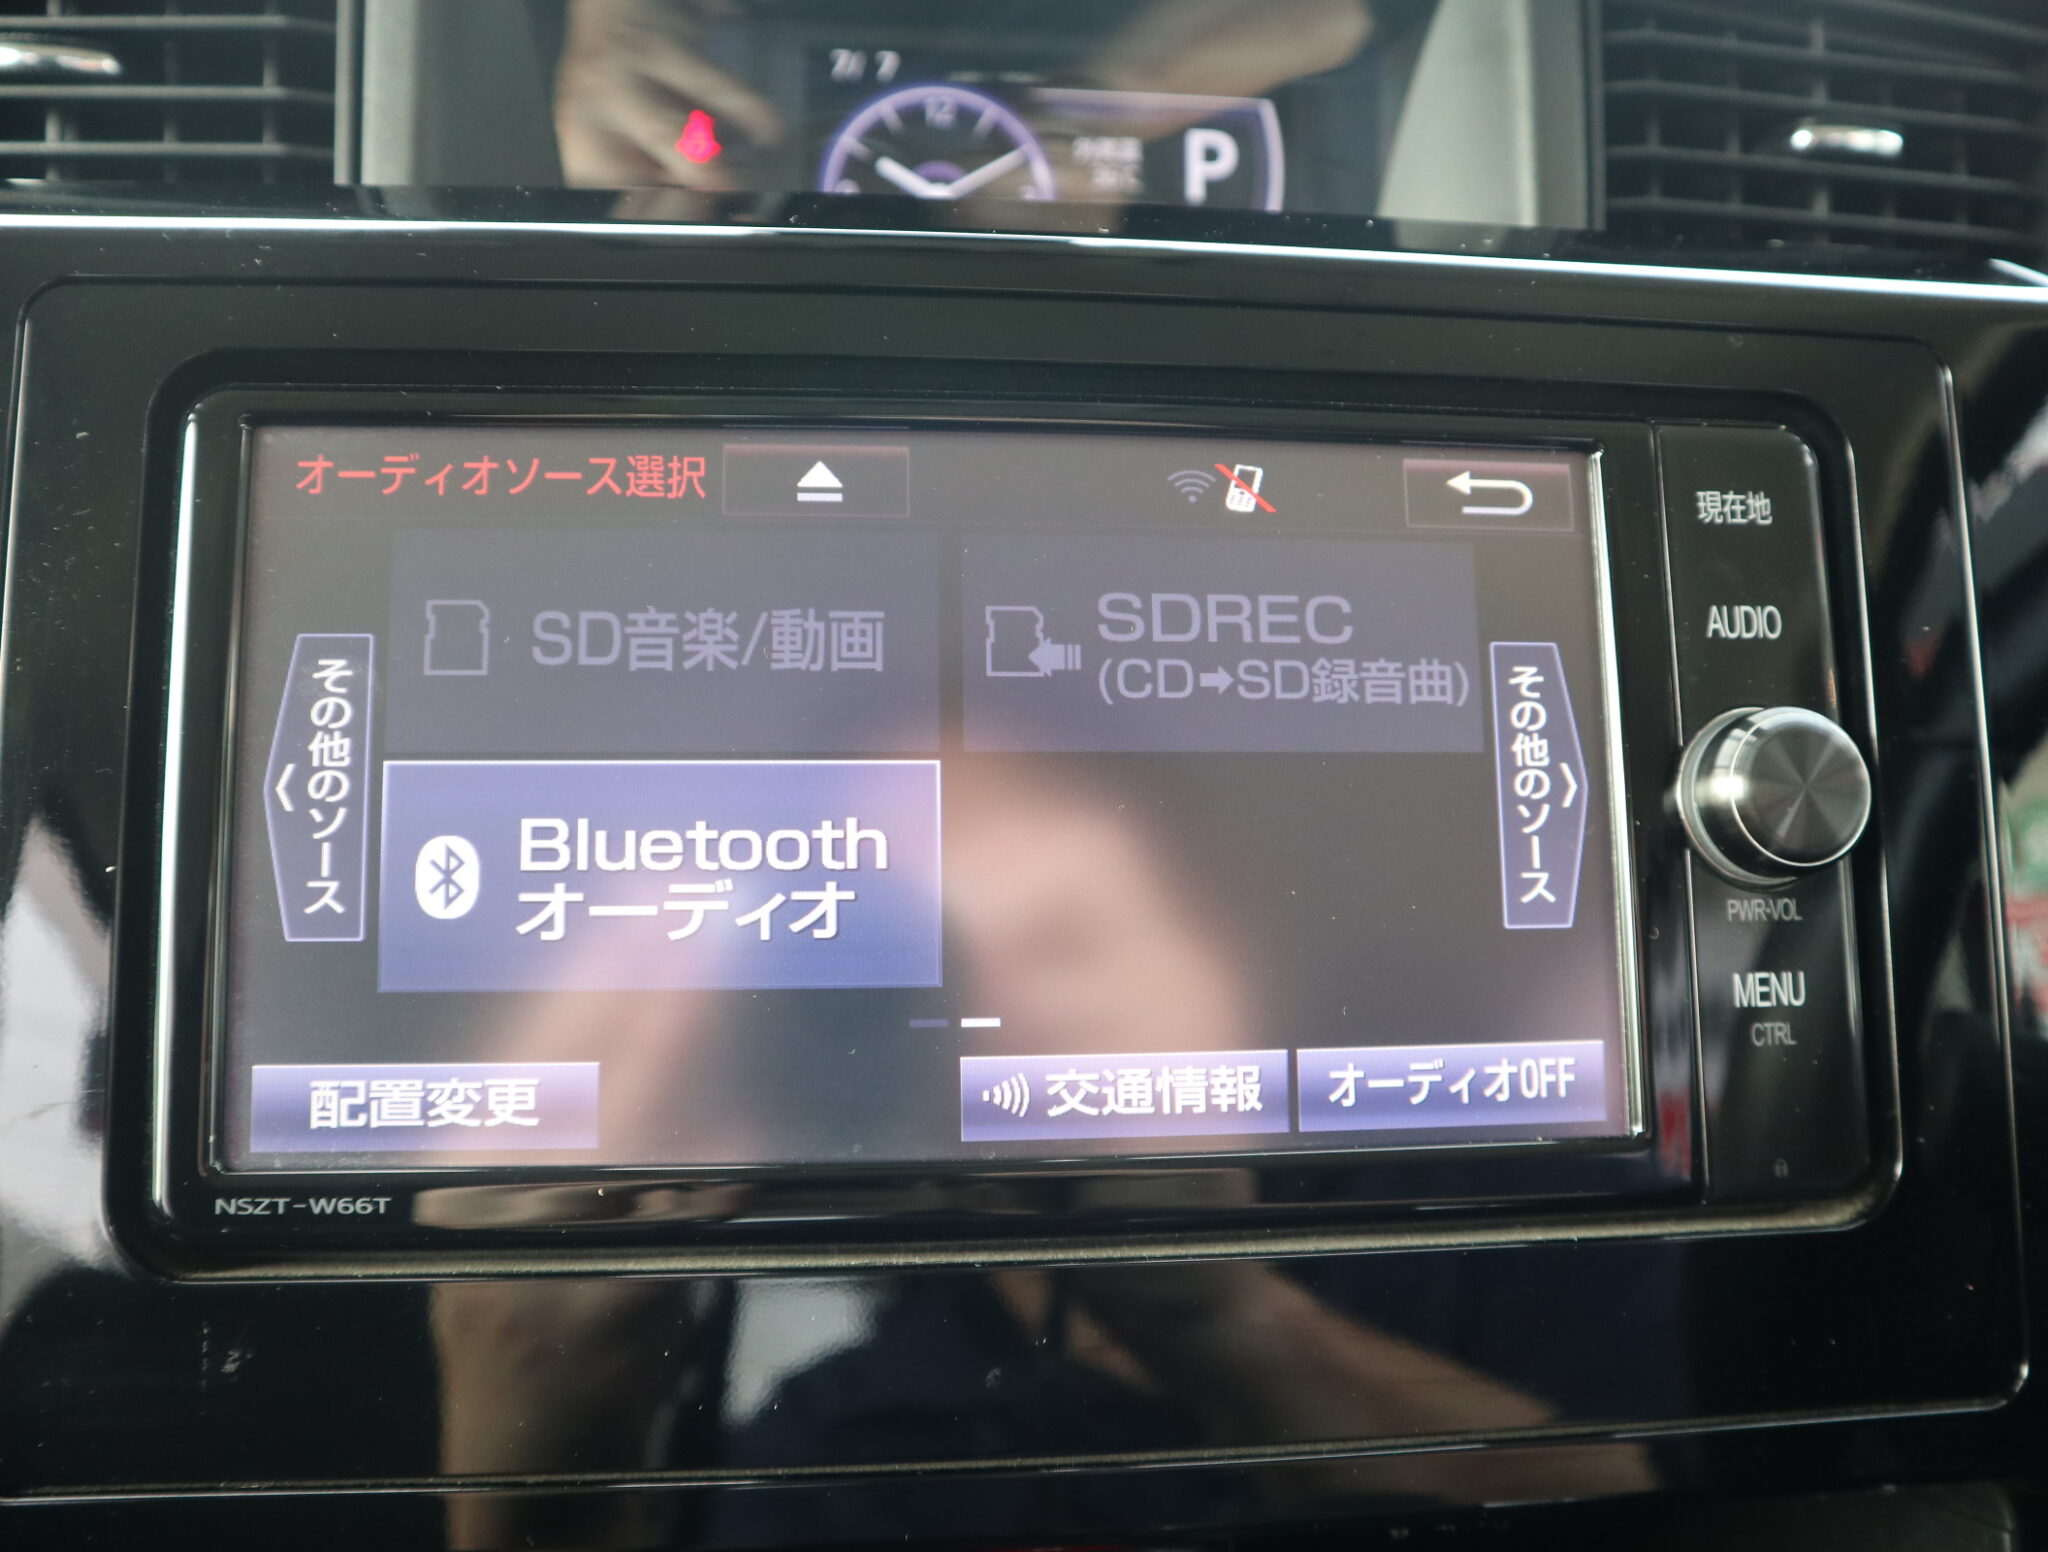 7/ 7
12
P
オーディオソース選択
現在地
SD音楽/動画
SDREC
(CD➡SD録音曲)
AUDIO
その他のソース
その他のソース
Bluetooth
オーディオ
PWR・VOL
MENU
CTRL
配置変更
交通情報
オーディオOFF
NSZT-W66T